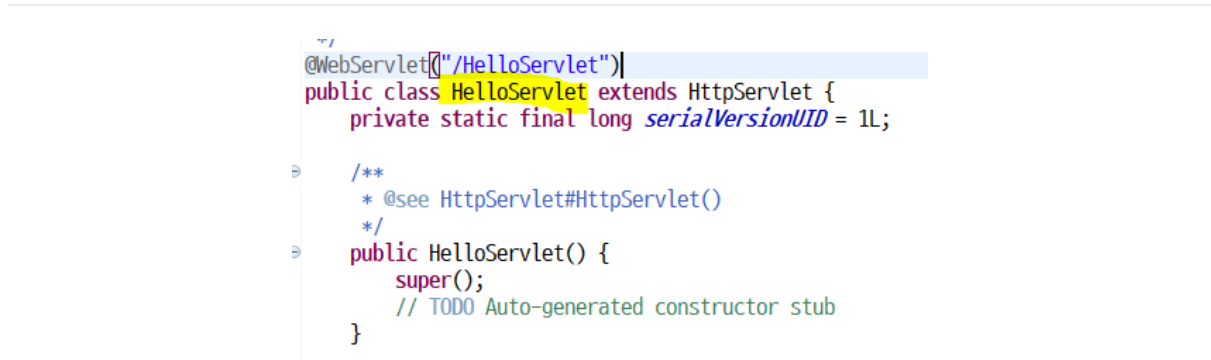 */
@WebServlet("/HelloServlet")
public class HelloServlet extends HttpServlet {
private static final long serialVersionUID = 1L;
/**
* @see HttpServlet#HttpServlet()
*/
public HelloServlet() {
super();
// TODO Auto-generated constructor stub
}